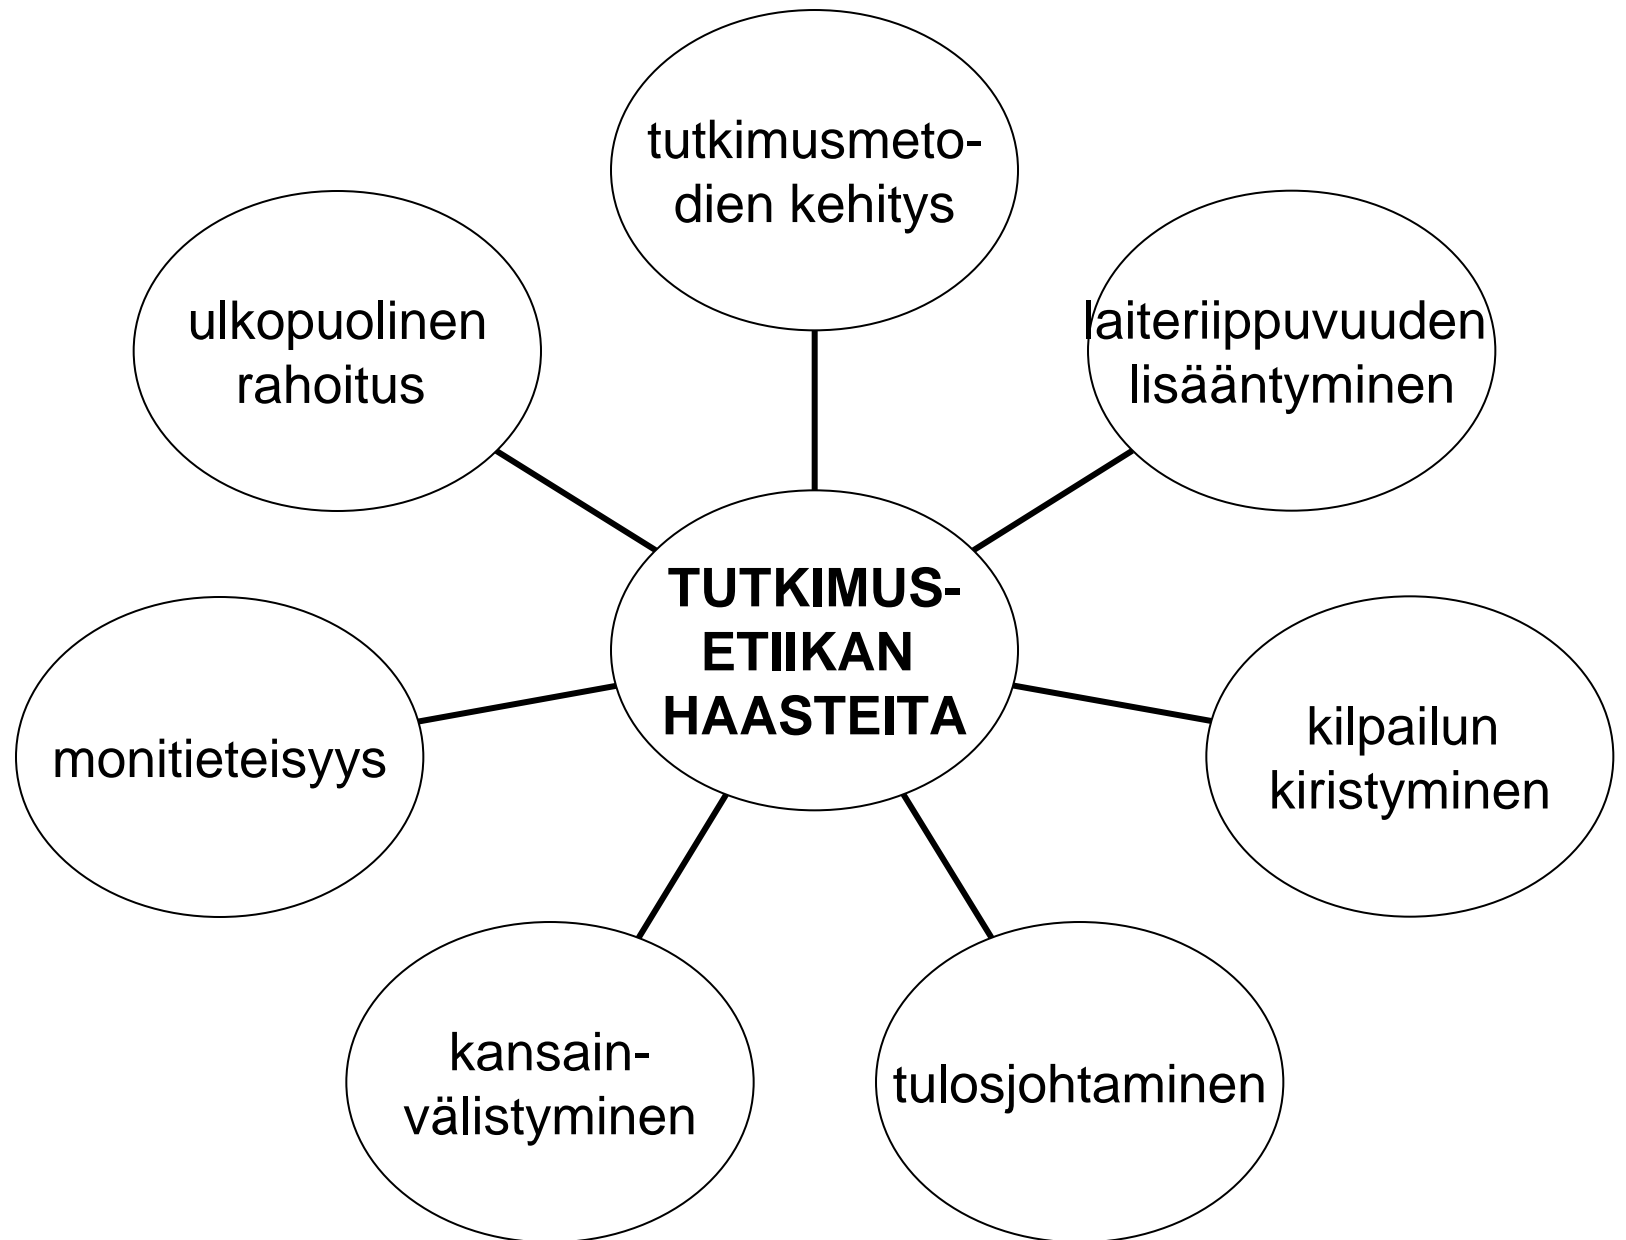 tutkimusmeto-
dien kehitys
ulkopuolinen
rahoitus
laiteriippuvuuden
lisääntyminen
TUTKIMUS-
ETIIKAN
HAASTEITA
monitieteisyys
kilpailun
kiristyminen
kansain-
välistyminen
tulosjohtaminen